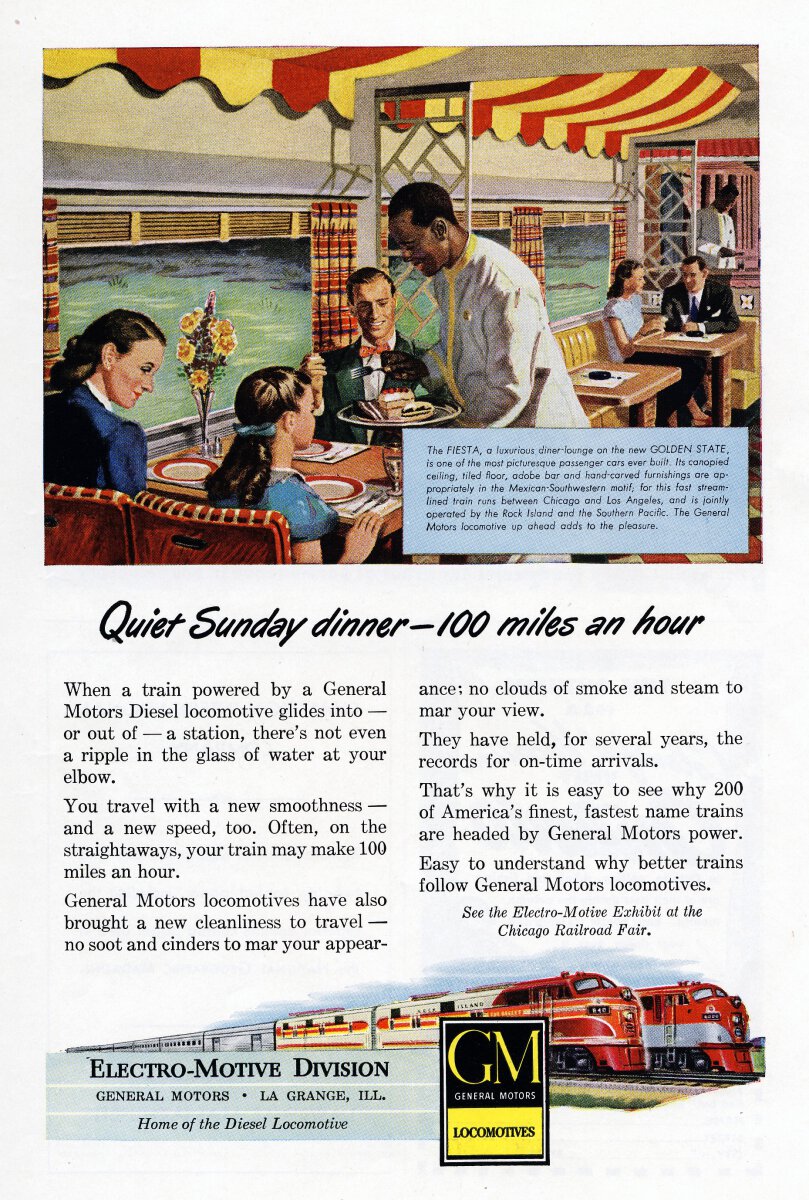 The FIESTA, a luxurious diner-lounge on the new GOLDEN STATE,
is one of the most picturesque passenger cars ever built. Its canopied
ceiling, tiled floor, adobe bar and hand-carved furnishings are ap-
propriately in the Mexican-Southwestern motif; for this fast stream-
lined train runs between Chicago and Los Angeles, and is jointly
operated by the Rock Island and the Southern Pacific. The General
Motors locomotive up ahead adds to the pleasure.
Quiet Sunday dinner—100 miles an hour
When a train powered by a General
Motors Diesel locomotive glides into —
or out of — a station, there's not even
a ripple in the glass of water at your
elbow.
You travel with a new smoothness —
and a new speed, too. Often, on the
straightaways, your train may make 100
miles an hour.
General Motors locomotives have also
brought a new cleanliness to travel —
no soot and cinders to mar your appear-
ance; no clouds of smoke and steam to
mar your view.
They have held, for several years, the
records for on-time arrivals.
That's why it is easy to see why 200
of America's finest, fastest name trains
are headed by General Motors power.
Easy to understand why better trains
follow General Motors locomotives.
See the Electro-Motive Exhibit at the
Chicago Railroad Fair.
ROCK ISLAND
640
ELECTRO-MOTIVE DIVISION
GENERAL MOTORS • LA GRANGE, ILL.
Home of the Diesel Locomotive
GM
GENERAL MOTORS
LOCOMOTIVES